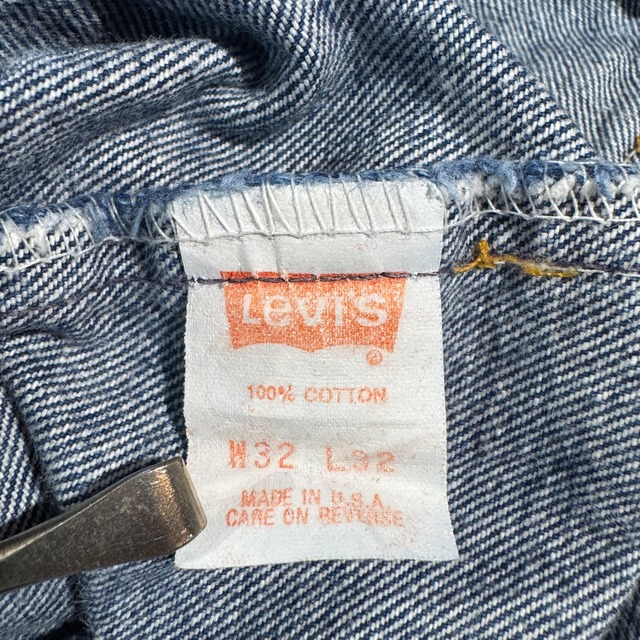 Levi's
®
100% COTTON
W32 L32
MADE IN U.S.A.
CARE ON REVERSE